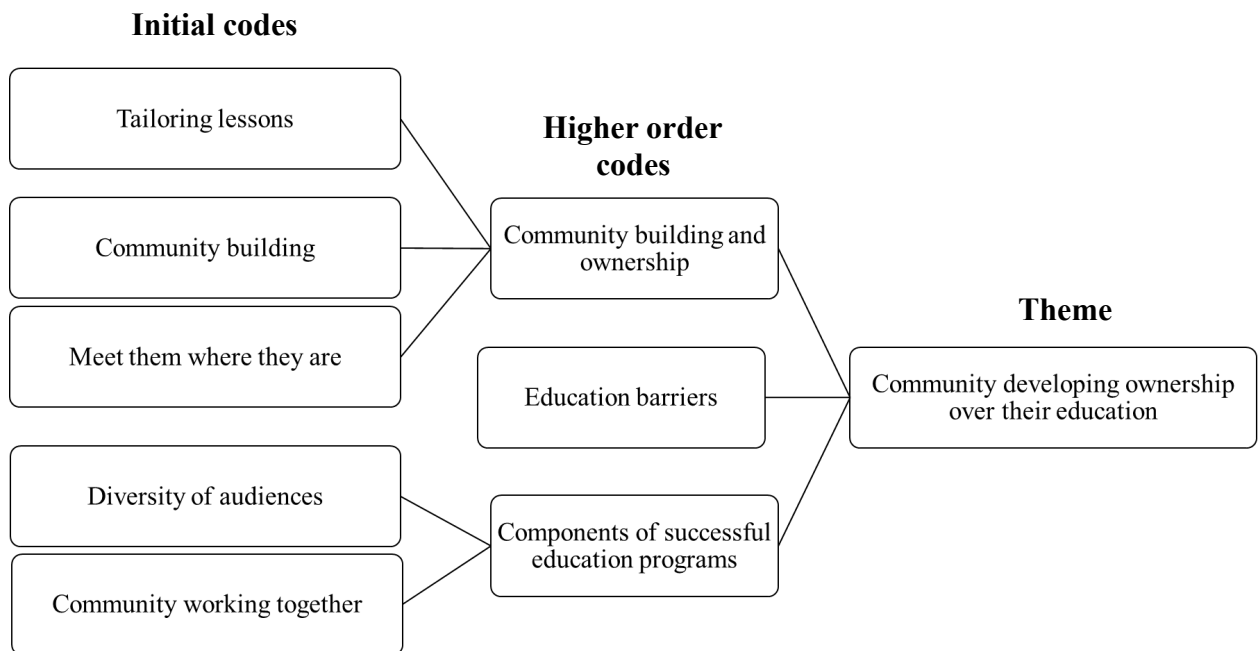 Initial codes
Tailoring lessons
Community building
Meet them where they are
Diversity of audiences
Community working together
Higher order
codes
Community building and
ownership
Education barriers
Components of successful
education programs
Theme
Community developing ownership
over their education